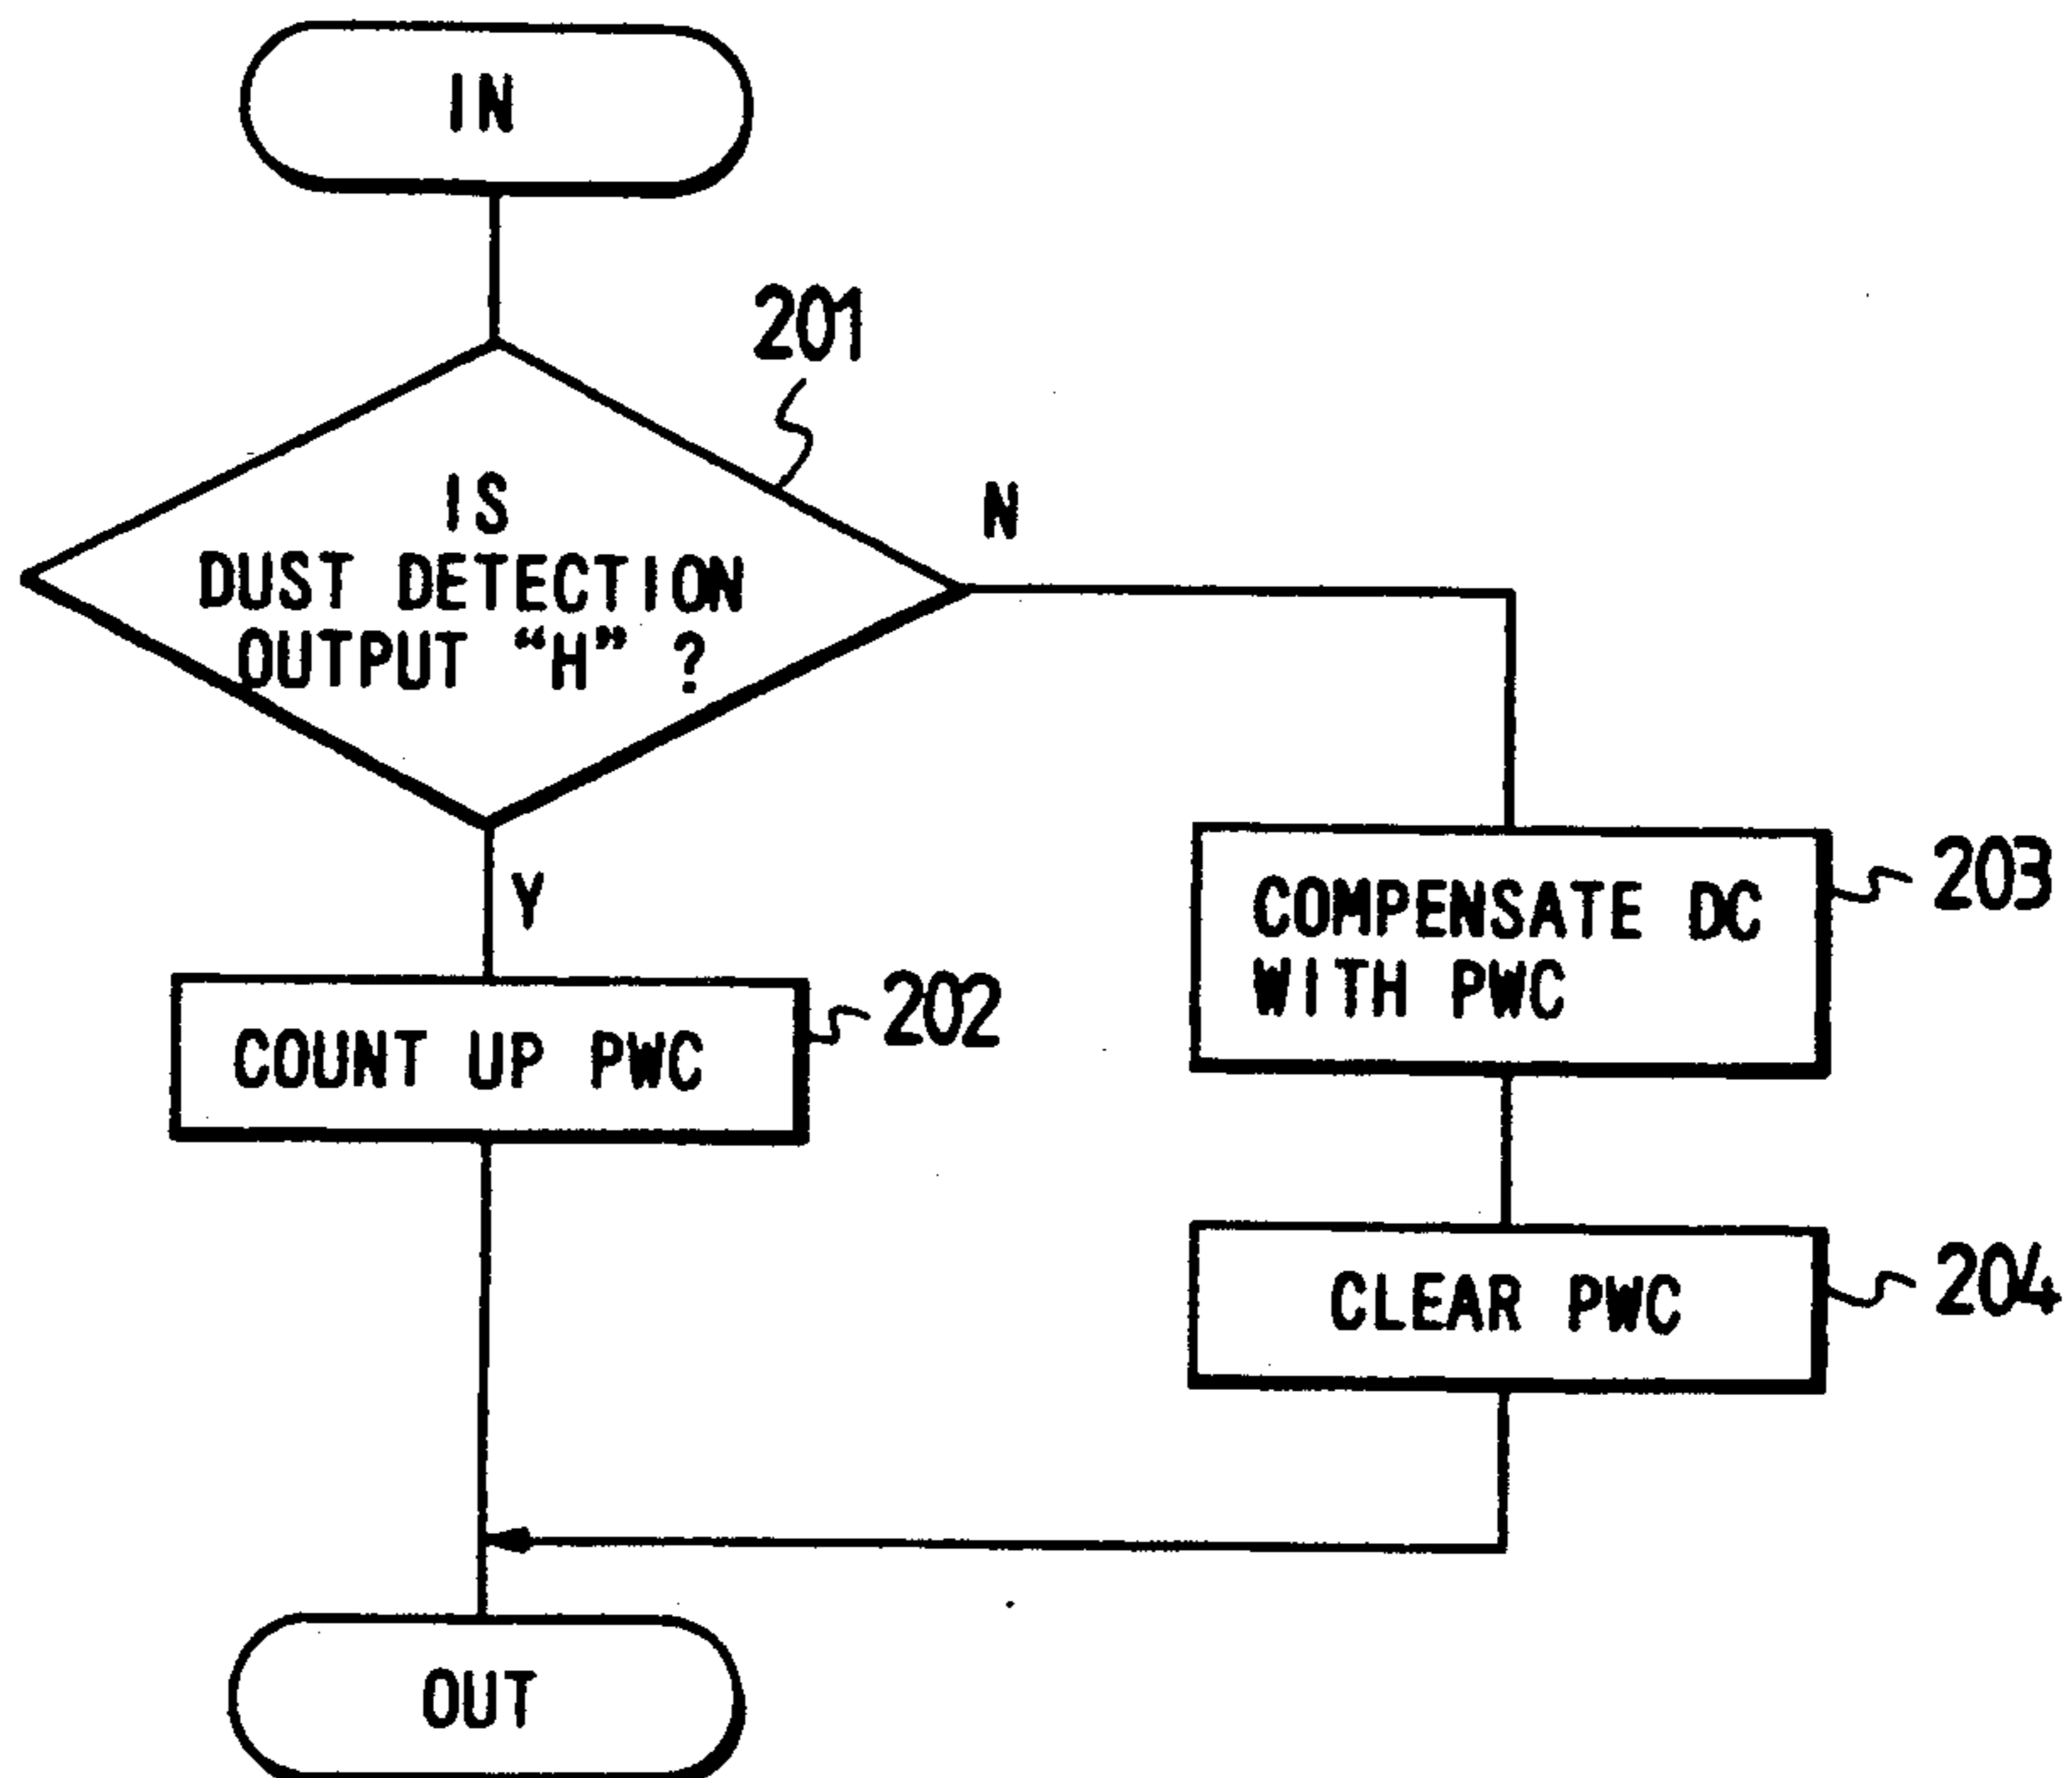 IN
201
IS
DUST DETECTION
OUTPUT “H” ?
N
Y
COMPENSATE DC
WITH PWC
203
COUNT UP PWC
202
CLEAR PWC
204
OUT